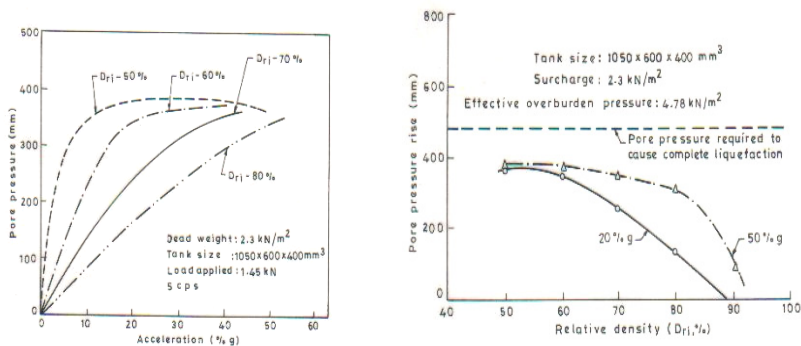 500
400
300
200
100
0
Pore pressure (mm)
Dri-50%
Dri-60%
Dri-70%
Dri-80%
Dead weight: 2.3 kN/m²
Tank size : 1050x600x400mm³
Load applied : 1.45 kN
5 cps
0 10 20 30 40 50 60
Acceleration (% g)
800
600
400
200
0
Pore pressure rise (mm)
Tank size: 1050 x 600 x 400 mm³
Surcharge : 2.3 kN/m²
Effective overburden pressure : 4.78 kN/m²
Pore pressure required to
cause complete liquefaction
20% g
50% g
40 50 60 70 80 90 100
Relative density (Dri,%)